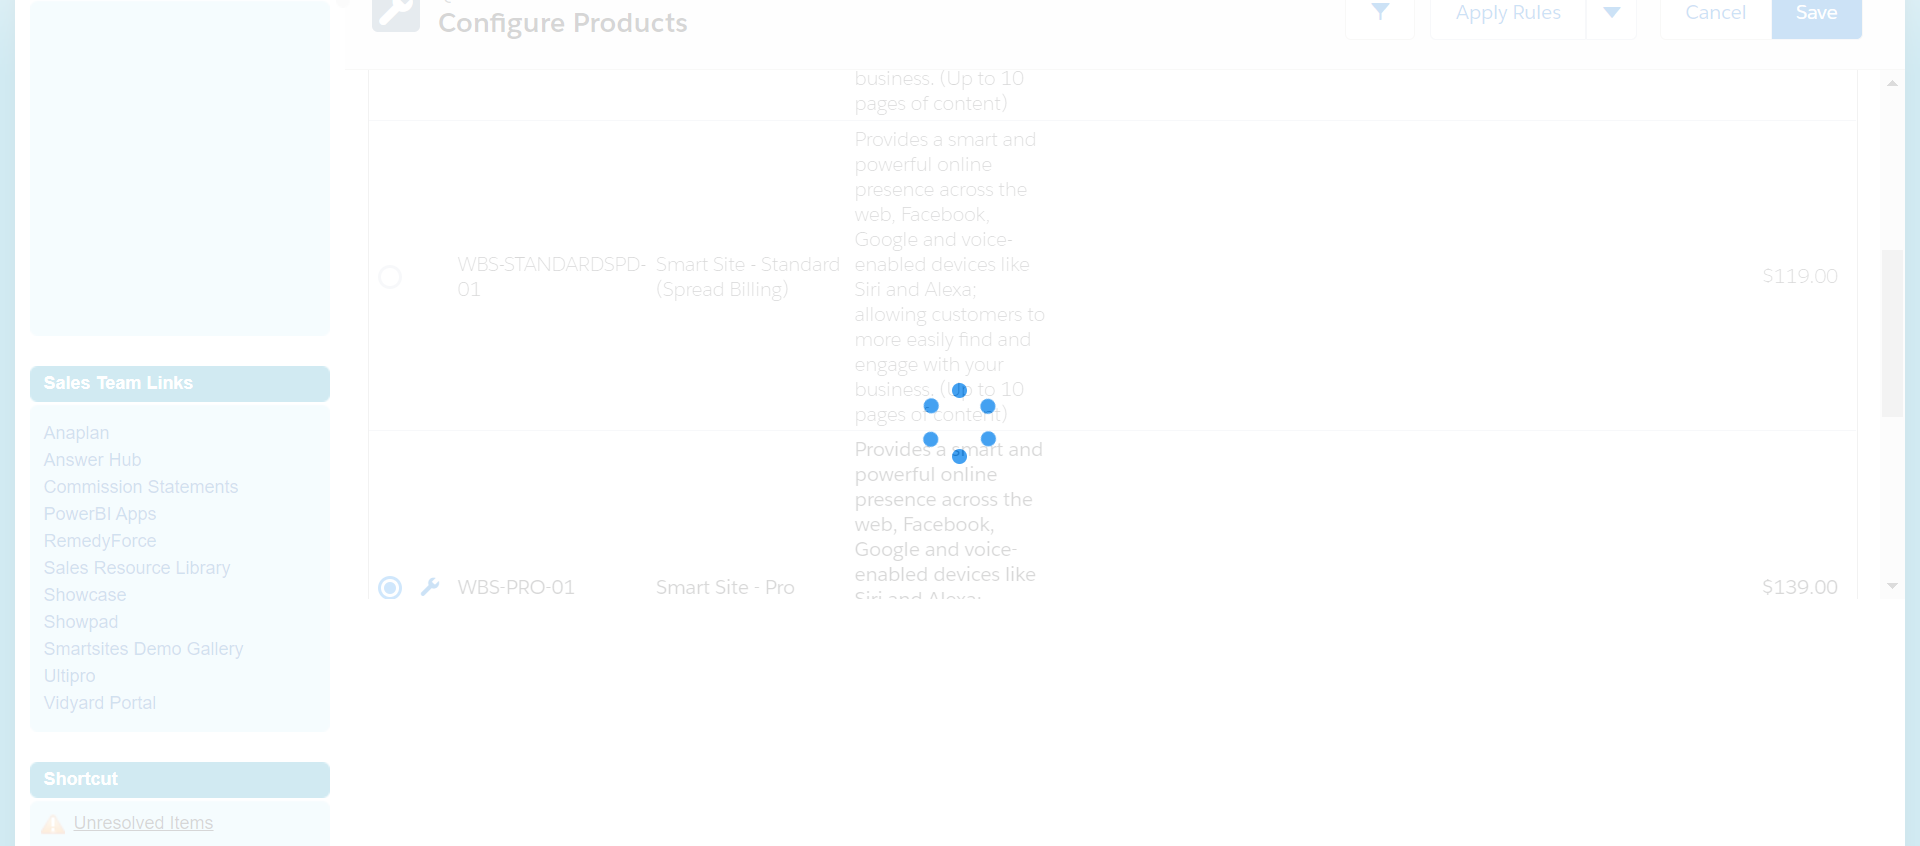 Configure Products
Apply Rules
Cancel
Save
business. (Up to 10
pages of content)
WBS-STANDARDSPD-
01
Smart Site - Standard
(Spread Billing)
Provides a smart and
powerful online
presence across the
web, Facebook,
Google and voice-
enabled devices like
Siri and Alexa;
allowing customers to
more easily find and
engage with your
business. (Up to 10
pages of content)
$119.00
WBS-PRO-01
Smart Site - Pro
Provides a smart and
powerful online
presence across the
web, Facebook,
Google and voice-
enabled devices like
Siri and Alexa;
$139.00
Sales Team Links
Anaplan
Answer Hub
Commission Statements
PowerBI Apps
RemedyForce
Sales Resource Library
Showcase
Showpad
Smartsites Demo Gallery
Ultipro
Vidyard Portal
Shortcut
Unresolved Items